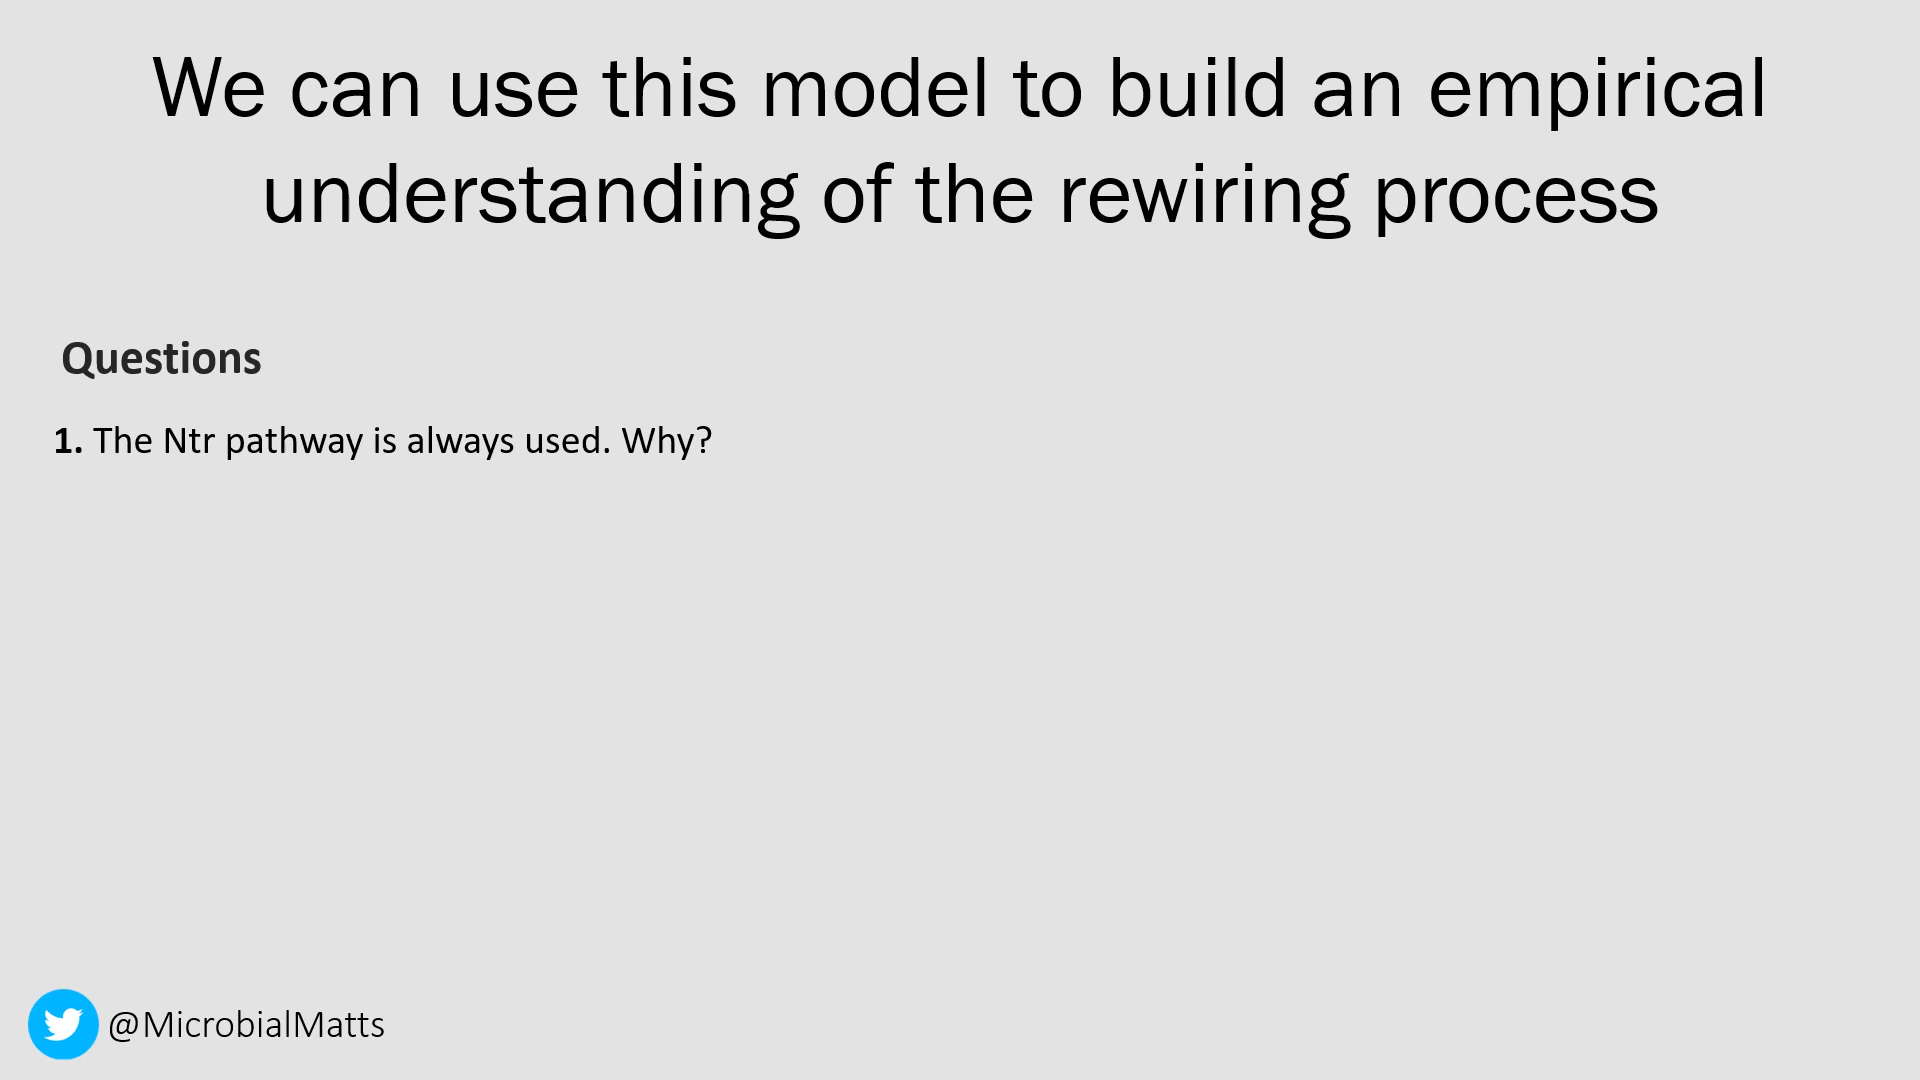 We can use this model to build an empirical
understanding of the rewiring process
Questions
1. The Ntr pathway is always used. Why?
@MicrobialMatts